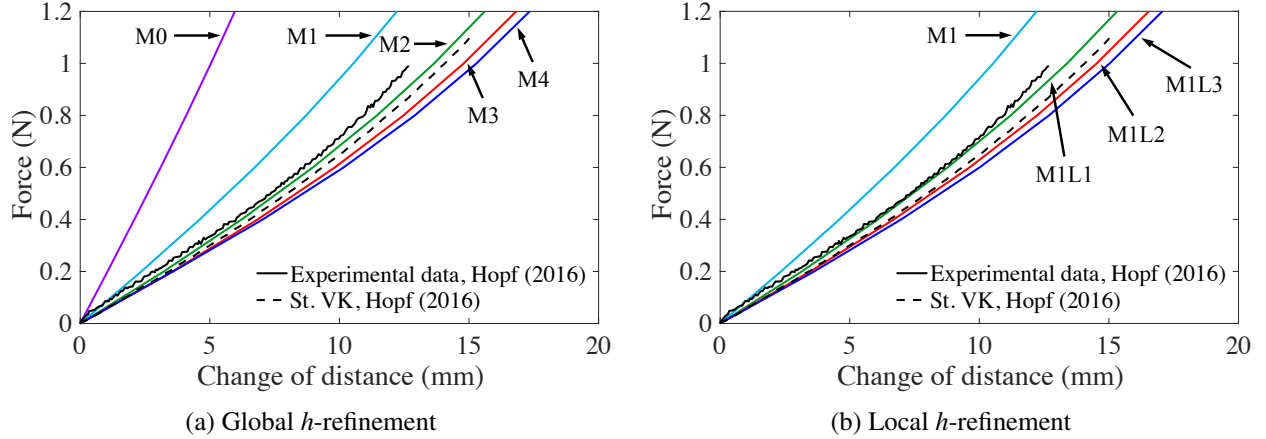 1.2
1
0.8
0.6
0.4
0.2
0
Force (N)
M0
M1
M2
M3
M4
Experimental data, Hopf (2016)
St. VK, Hopf (2016)
0 5 10 15 20
Change of distance (mm)
(a) Global h-refinement
1.2
1
0.8
0.6
0.4
0.2
0
Force (N)
M1
M1L3
M1L2
M1L1
Experimental data, Hopf (2016)
St. VK, Hopf (2016)
0 5 10 15 20
Change of distance (mm)
(b) Local h-refinement